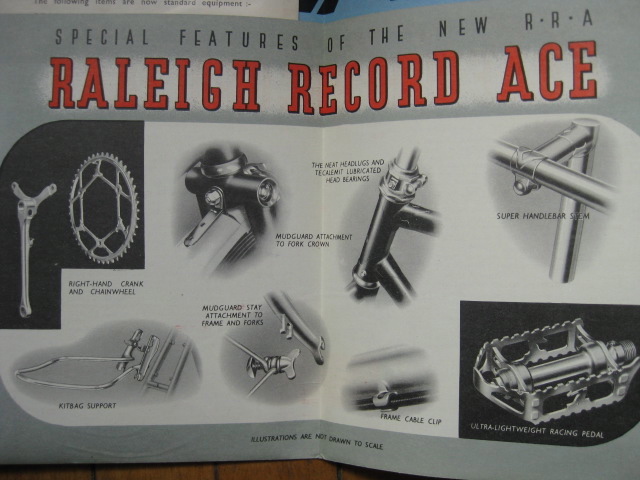 The following items are now standard equipment :-
SPECIAL FEATURES OF THE NEW R·R·A
RALEIGH RECORD ACE
THE NEAT HEADLUGS AND
TECALEMIT LUBRICATED
HEAD BEARINGS
SUPER HANDLEBAR STEM
MUDGUARD ATTACHMENT
TO FORK CROWN
RIGHT-HAND CRANK
AND CHAINWHEEL
MUDGUARD STAY
ATTACHMENT TO
FRAME AND FORKS
KITBAG SUPPORT
FRAME CABLE CLIP
ULTRA-LIGHTWEIGHT RACING PEDAL
ILLUSTRATIONS ARE NOT DRAWN TO SCALE